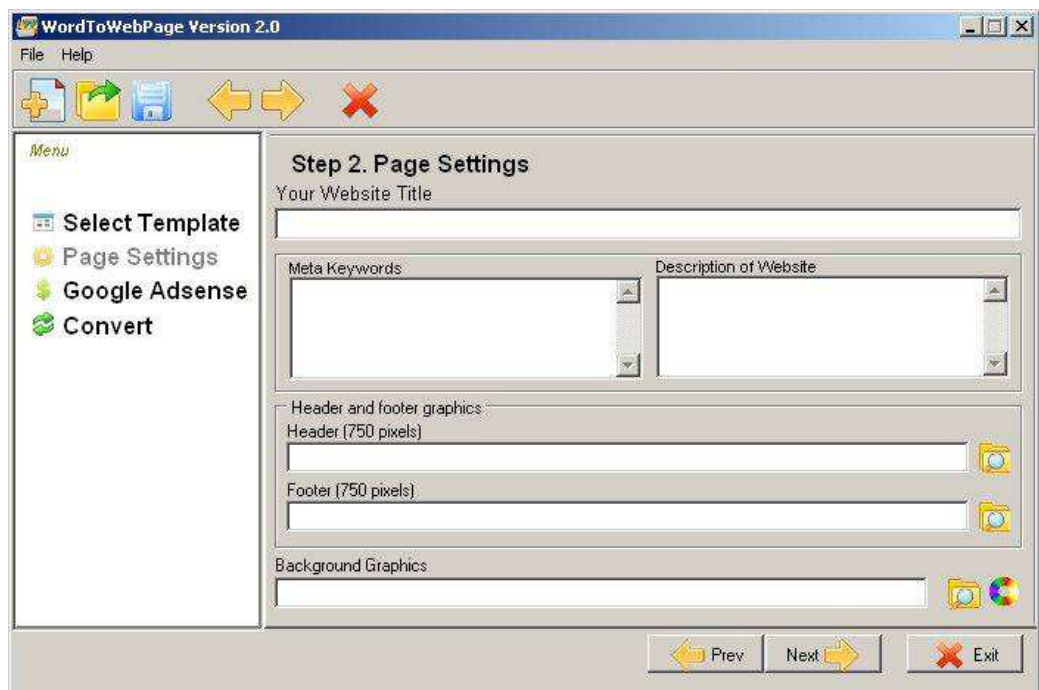 WordToWebPage Version 2.0
File Help
Menu
Select Template
Page Settings
Google Adsense
Convert
Step 2. Page Settings
Your Website Title
Meta Keywords
Description of Website
Header and footer graphics
Header (750 pixels)
Footer (750 pixels)
Background Graphics
Prev Next Exit